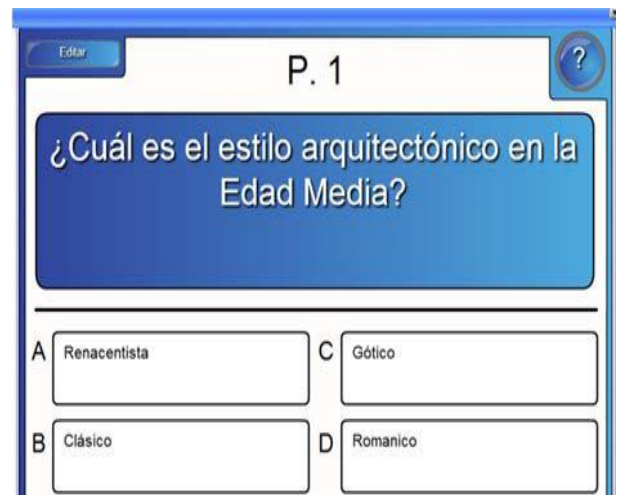 Editar
P. 1
?
¿Cuál es el estilo arquitectónico en la
Edad Media?
A Renacentista
C Gótico
B Clásico
D Romanico